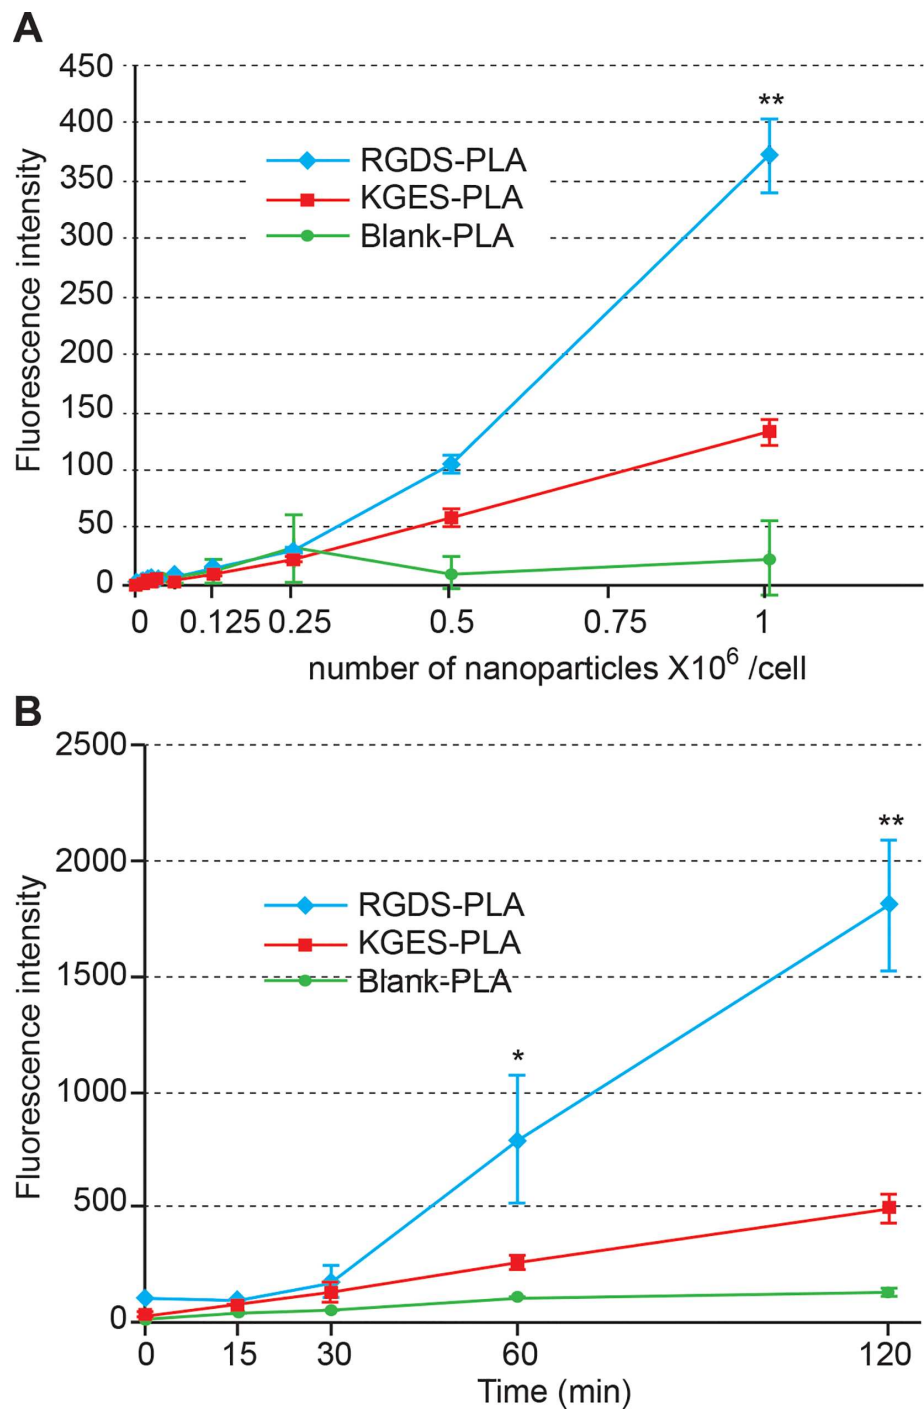 A
450
400
350
300
250
200
150
100
50
0
Fluorescence intensity
**
RGDS-PLA
KGES-PLA
Blank-PLA
0 0.125 0.25 0.5 0.75 1
number of nanoparticles X10⁶ /cell
B
2500
2000
1500
1000
500
0
Fluorescence intensity
**
RGDS-PLA
KGES-PLA
Blank-PLA
*
0 15 30 60 120
Time (min)